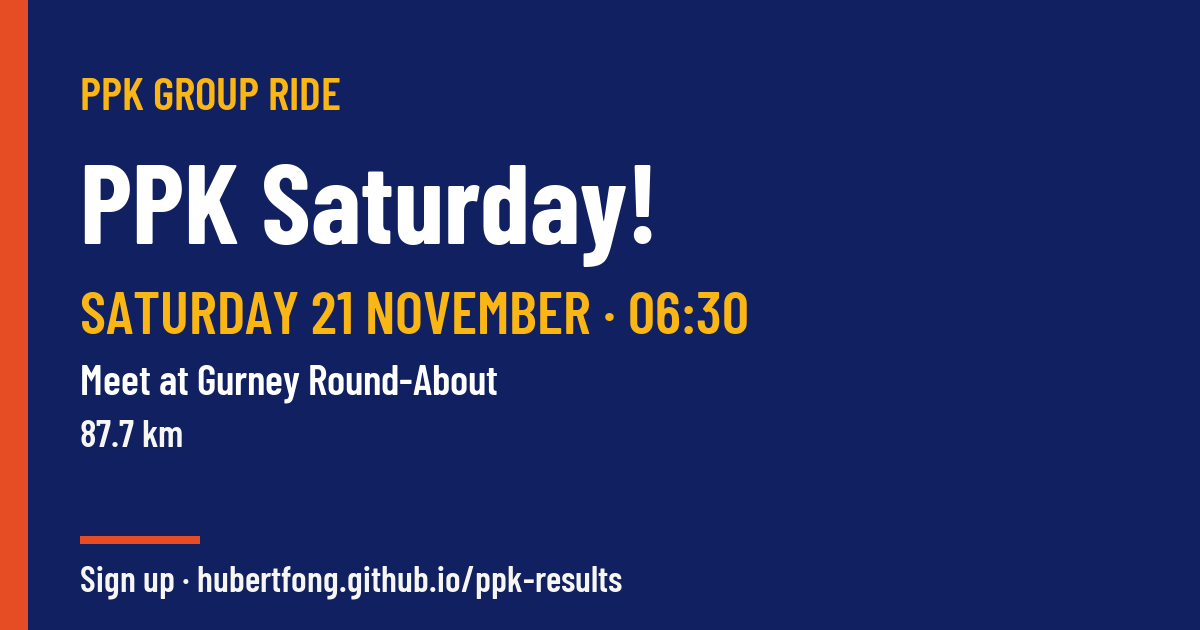 PPK GROUP RIDE
PPK Saturday!
SATURDAY 21 NOVEMBER · 06:30
Meet at Gurney Round-About
87.7 km
Sign up · hubertfong.github.io/ppk-results